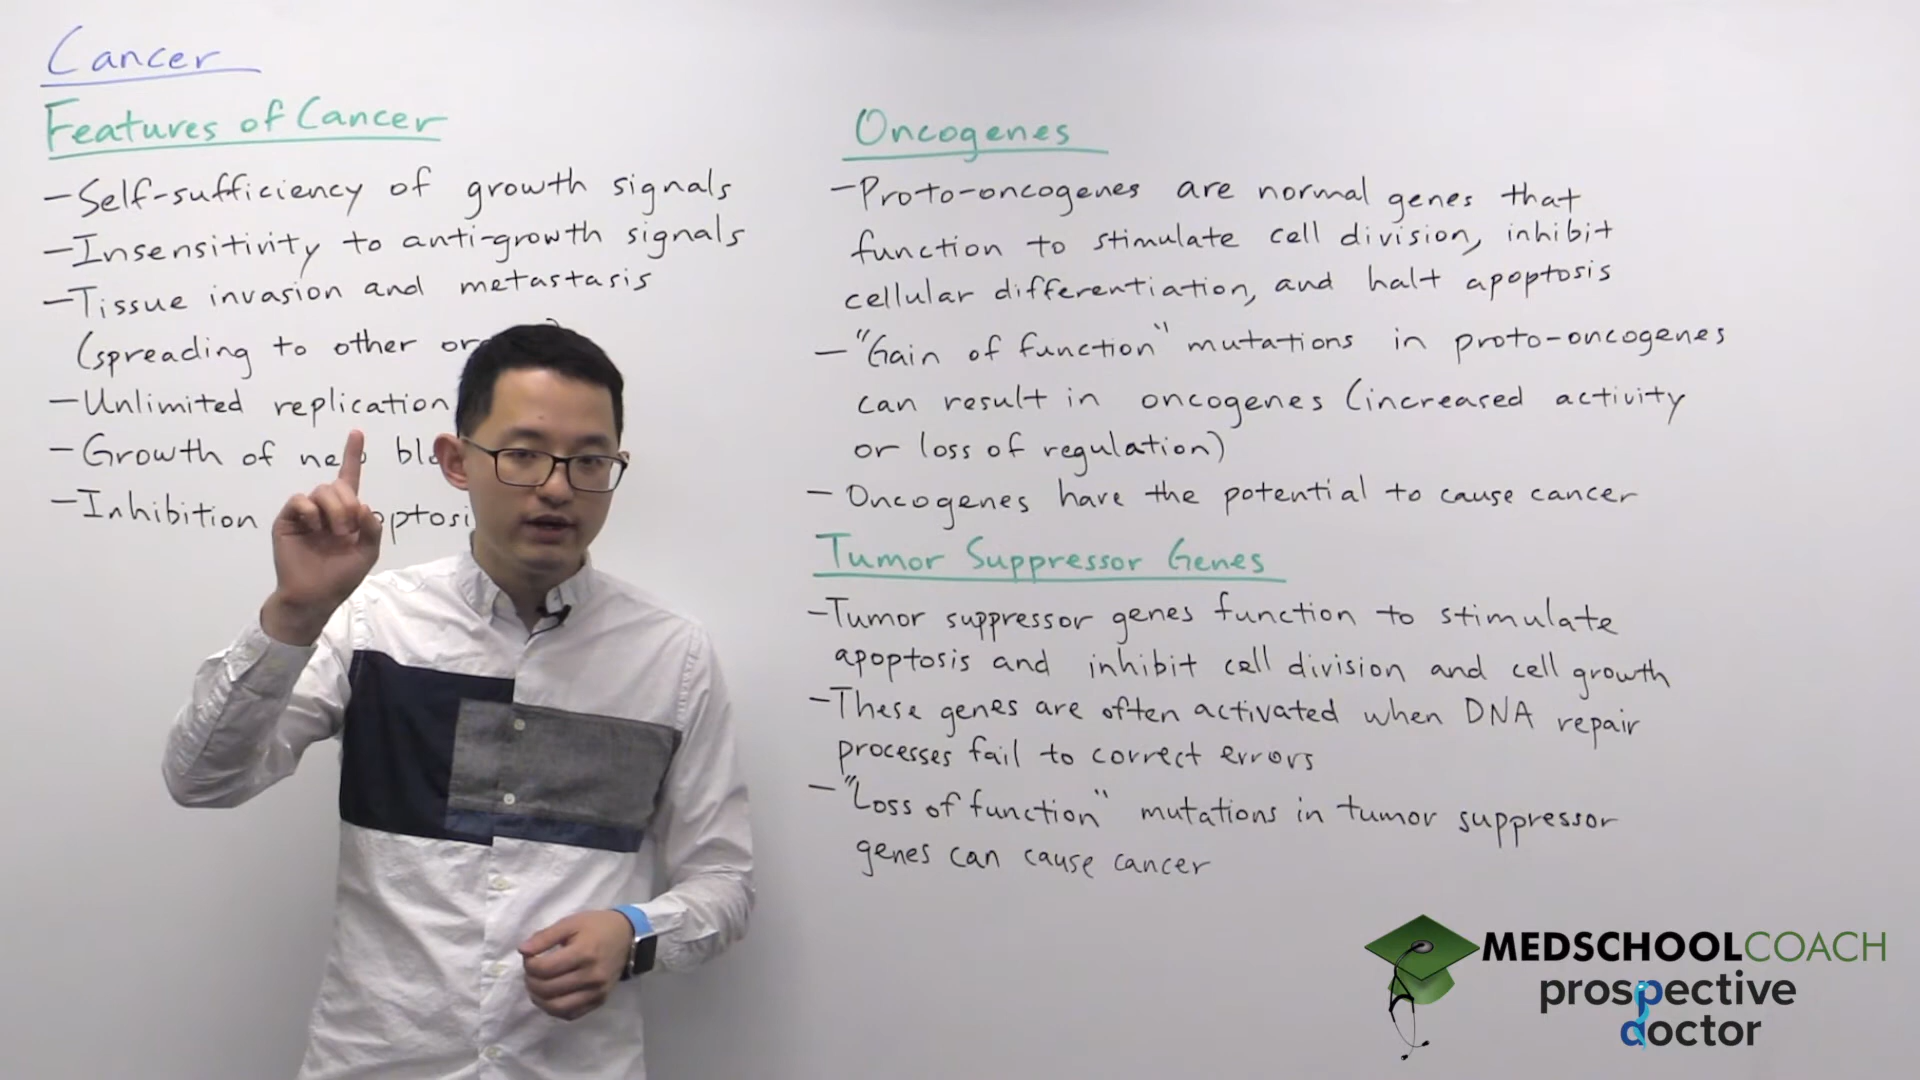 Cancer
Features of Cancer
-Self-sufficiency of growth signals
-Insensitivity to anti-growth signals
-Tissue invasion and metastasis
(spreading to other
-Unlimited replication
-Growth of
-Inhibition
Oncogenes
-Proto-oncogenes are normal genes that
function to stimulate cell division, inhibit
cellular differentiation, and halt apoptosis
-"Gain of function" mutations in proto-oncogenes
can result in oncogenes (increased activity
or loss of regulation)
-Oncogenes have the potential to cause cancer
Tumor Suppressor Genes
-Tumor suppressor genes function to stimulate
apoptosis and inhibit cell division and cell growth
-These genes are often activated when DNA repair
processes fail to correct errors
-"Loss of function" mutations in tumor suppressor
genes can cause cancer
MEDSCHOOLCOACH
prospective
doctor